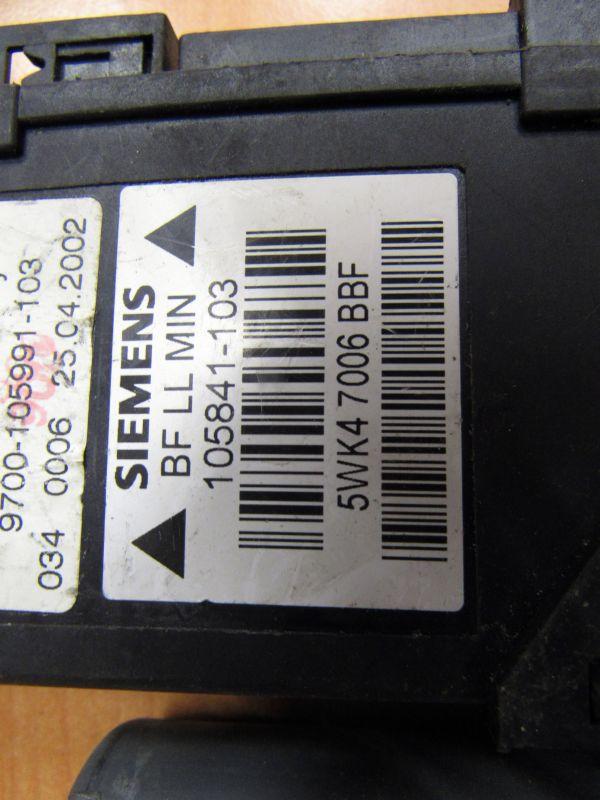 9700-105991-103
034 0006 25.04.2002
SIEMENS
BF LL MIN
105841-103
5WK4 7006 BBF